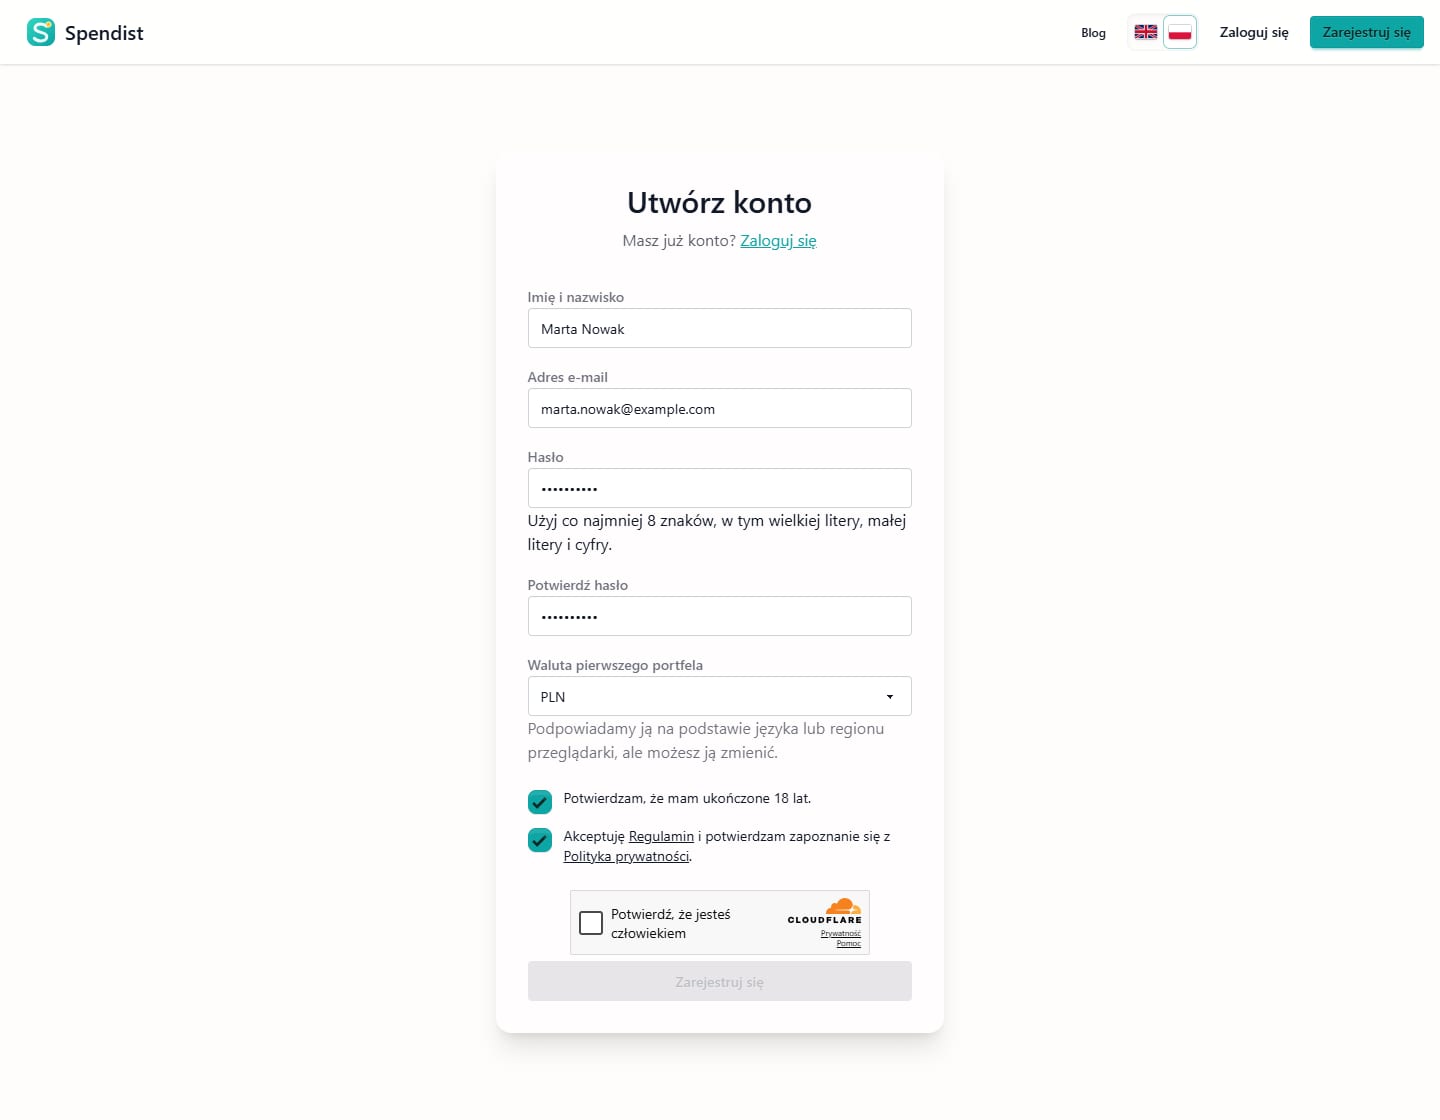 Spendist
Blog
Zaloguj się
Zarejestruj się
Utwórz konto
Masz już konto? Zaloguj się
Imię i nazwisko
Marta Nowak
Adres e-mail
marta.nowak@example.com
Hasło
••••••••••
Użyj co najmniej 8 znaków, w tym wielkiej litery, małej
litery i cyfry.
Potwierdź hasło
••••••••••
Waluta pierwszego portfela
PLN
Podpowiadamy ją na podstawie języka lub regionu
przeglądarki, ale możesz ją zmienić.
Potwierdzam, że mam ukończone 18 lat.
Akceptuję Regulamin i potwierdzam zapoznanie się z
Polityka prywatności.
Potwierdź, że jesteś
człowiekiem
CLOUDFLARE
Prywatność
Pomoc
Zarejestruj się